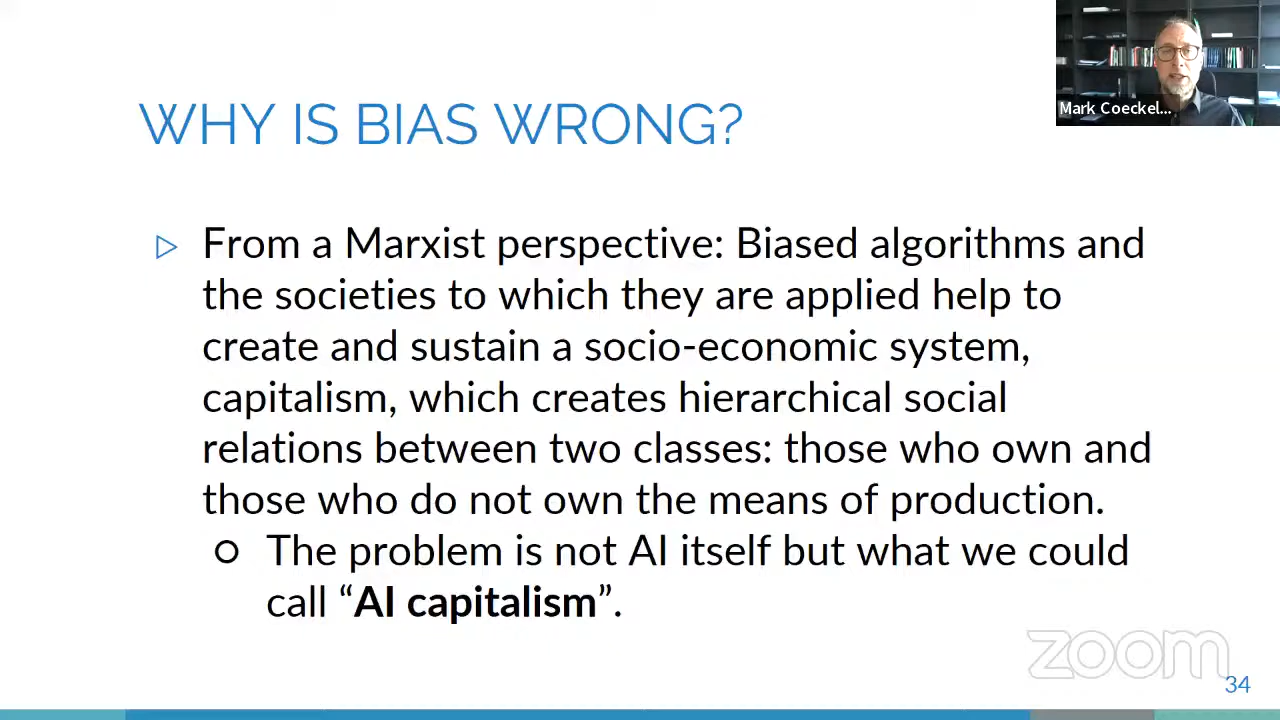 Mark Coeckel...
WHY IS BIAS WRONG?
From a Marxist perspective: Biased algorithms and
the societies to which they are applied help to
create and sustain a socio-economic system,
capitalism, which creates hierarchical social
relations between two classes: those who own and
those who do not own the means of production.
The problem is not AI itself but what we could
call “AI capitalism”.
zoom
34